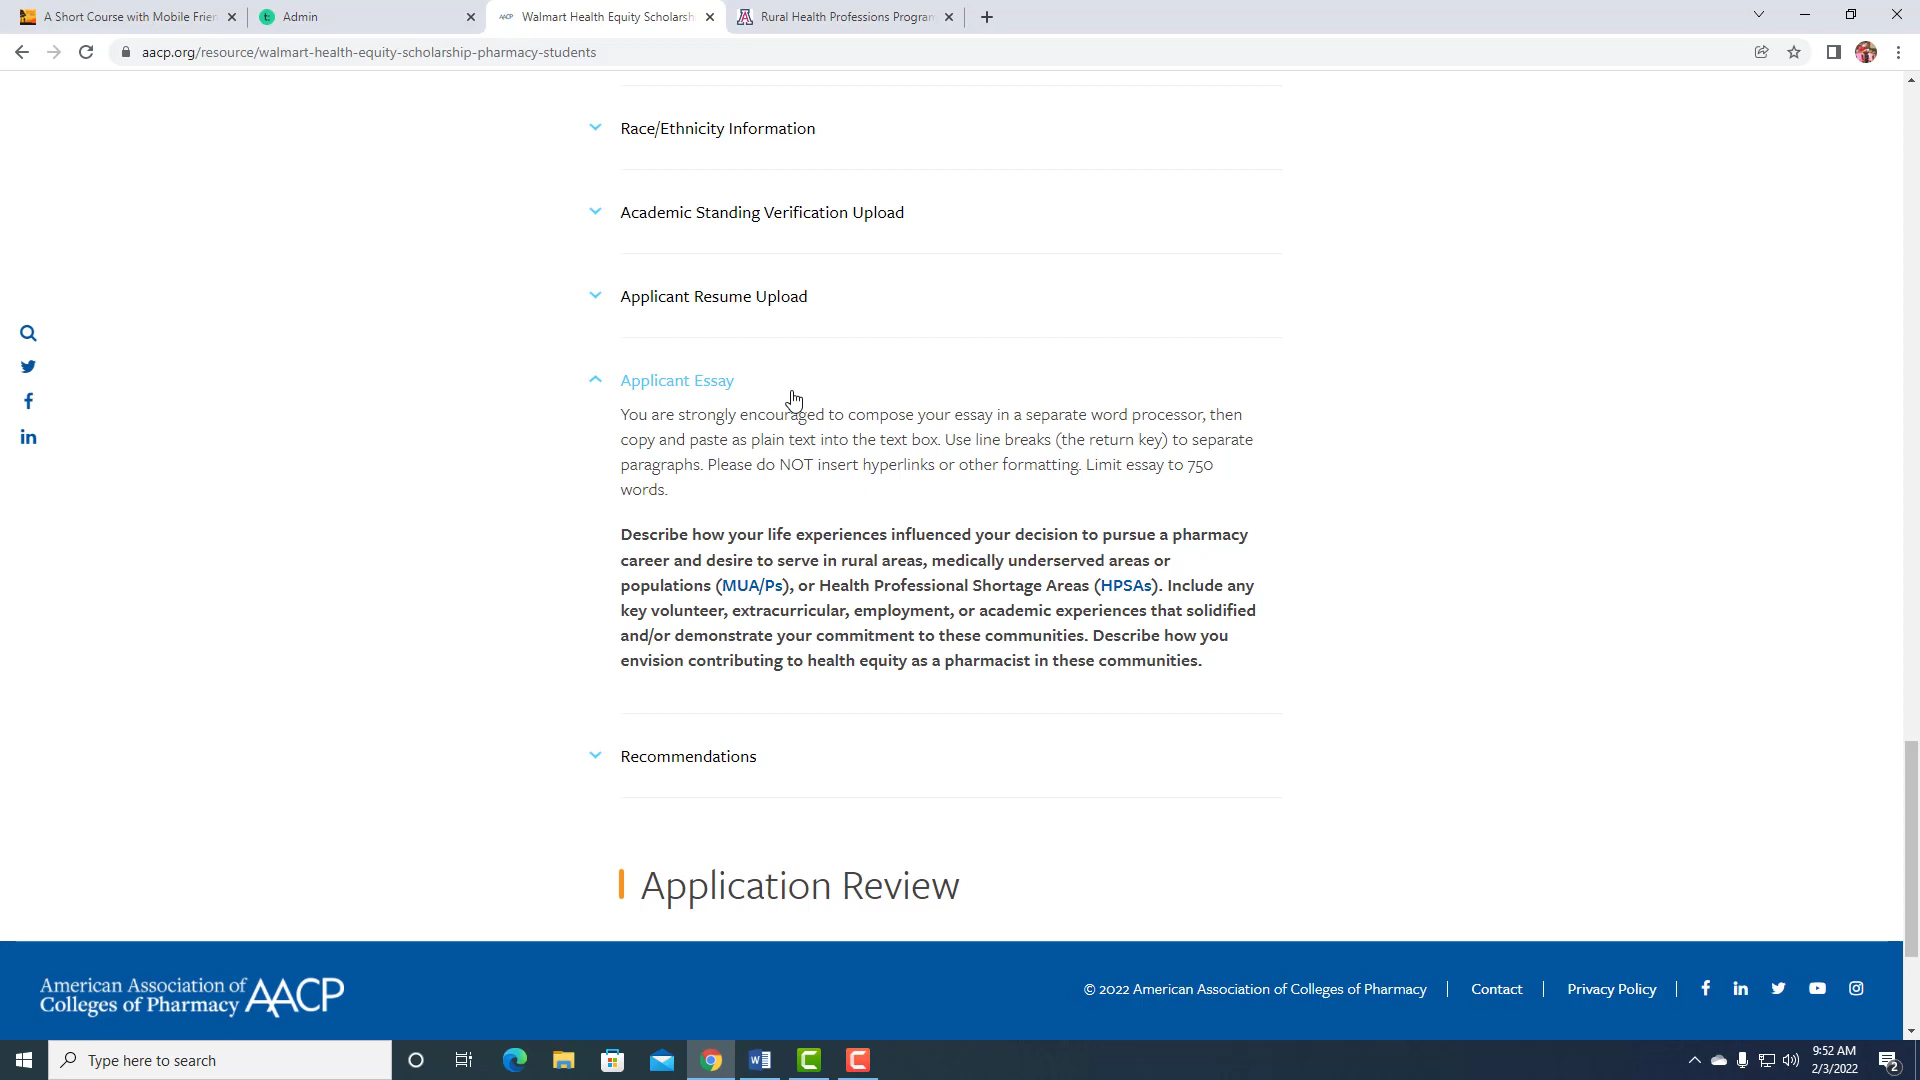 A Short Course with Mobile Frien
Admin
Walmart Health Equity Scholarsh
Rural Health Professions Program
aacp.org/resource/walmart-health-equity-scholarship-pharmacy-students
Race/Ethnicity Information
Academic Standing Verification Upload
Applicant Resume Upload
Applicant Essay
You are strongly encouraged to compose your essay in a separate word processor, then
copy and paste as plain text into the text box. Use line breaks (the return key) to separate
paragraphs. Please do NOT insert hyperlinks or other formatting. Limit essay to 750
words.
Describe how your life experiences influenced your decision to pursue a pharmacy
career and desire to serve in rural areas, medically underserved areas or
populations (MUA/Ps), or Health Professional Shortage Areas (HPSAs). Include any
key volunteer, extracurricular, employment, or academic experiences that solidified
and/or demonstrate your commitment to these communities. Describe how you
envision contributing to health equity as a pharmacist in these communities.
Recommendations
Application Review
American Association of
Colleges of Pharmacy AACP
© 2022 American Association of Colleges of Pharmacy
Contact
Privacy Policy
Type here to search
9:52 AM
2/3/2022
2